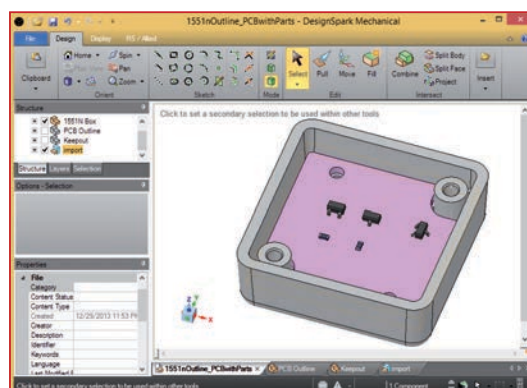 1551nOutline_PCBwithParts - DesignSpark Mechanical
File Design Display
Clipboard
Home Spin
Plan View Pan
Zoom
Orient
Sketch
Mode
Select Pull Move Fill
Edit
Combine
Split Body
Split Face
Project
Intersect
Insert
Structure
1551N Box
PCB Outline
Keepout
import
Structure Layers Selection
Options - Selection
Properties
File
Category
Content Status
Content Type
Created 12/25/2013 11:53 PM
Creator
Description
Identifier
Keywords
Language
Click to set a secondary selection to be used within other tools
Z Y X
1551nOutline_PCBwithParts PCB Outline Keepout import
Click to set a secondary selection to be used within other tools
1 Component